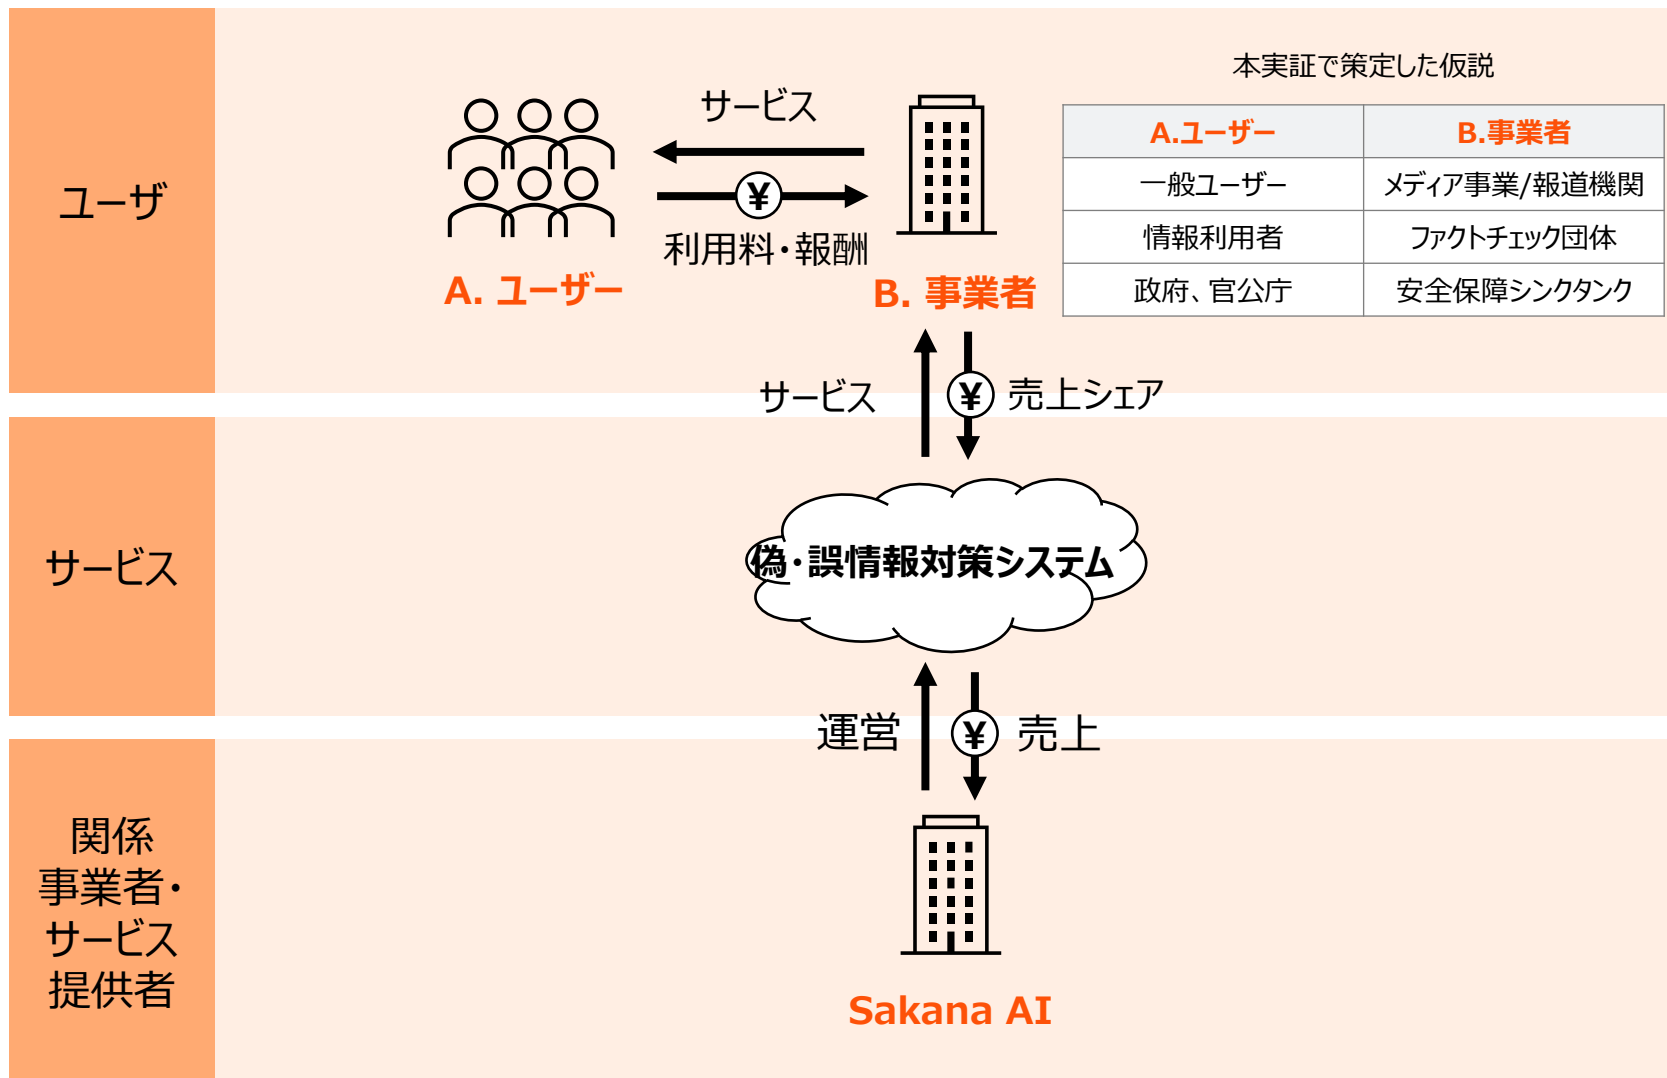 ユーザ
サービス
¥
利用料・報酬
A. ユーザー
B. 事業者
本実証で策定した仮説
A.ユーザー B.事業者
一般ユーザー メディア事業/報道機関
情報利用者 ファクトチェック団体
政府、官公庁 安全保障シンクタンク
サービス
¥
売上シェア
サービス
偽・誤情報対策システム
運営
¥
売上
関係
事業者・
サービス
提供者
Sakana AI